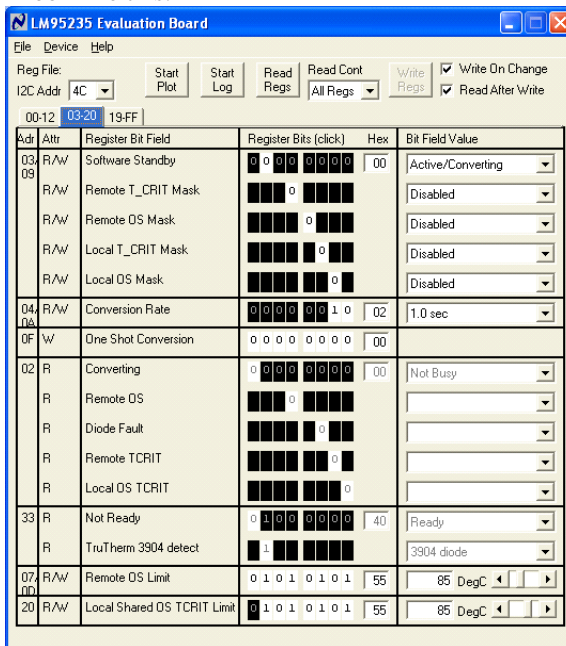 LM95235 Evaluation Board
File Device Help
Reg File:
I2C Addr 4C
Start Plot
Start Log
Read Regs
Read Cont
All Regs
Write Regs
Write On Change
Read After Write
00-12 03-20 19-FF
Adr Attr Register Bit Field Register Bits (click) Hex Bit Field Value
03/09 R/W Software Standby 0 0 0 0 0 0 0 0 00 Active/Converting
R/W Remote T_CRIT Mask 0 Disabled
R/W Remote OS Mask 0 Disabled
R/W Local T_CRIT Mask 0 Disabled
R/W Local OS Mask 0 Disabled
04/0A R/W Conversion Rate 0 0 0 0 0 0 1 0 02 1.0 sec
0F W One Shot Conversion 0 0 0 0 0 0 0 0 00
02 R Converting 0 0 0 0 0 0 0 0 00 Not Busy
R Remote OS 0
R Diode Fault 0
R Remote TCRIT 0
R Local OS TCRIT 0
33 R Not Ready 0 1 0 0 0 0 0 0 40 Ready
R TruTherm 3904 detect 1 3904 diode
07/0D R/W Remote OS Limit 0 1 0 1 0 1 0 1 55 85 DegC
20 R/W Local Shared OS TCRIT Limit 0 1 0 1 0 1 0 1 55 85 DegC